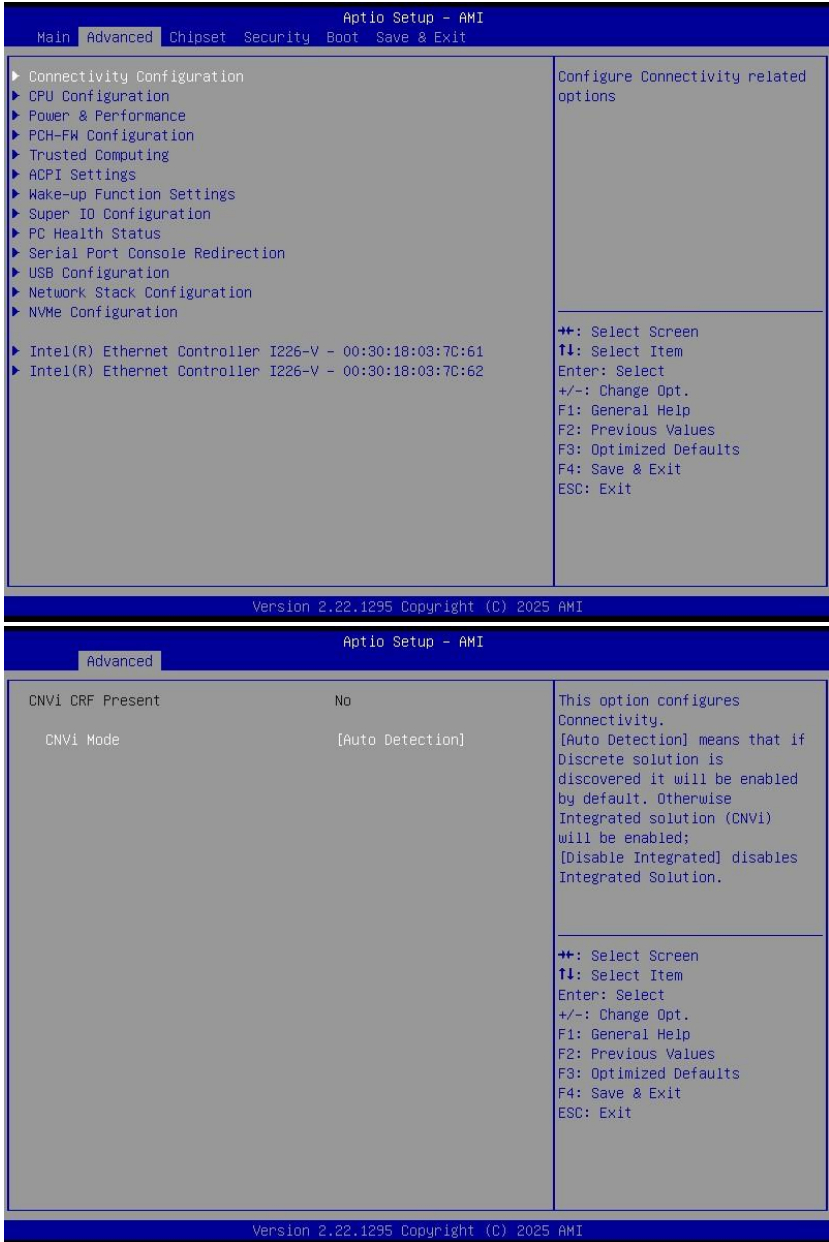 Aptio Setup - AMI
Main Advanced Chipset Security Boot Save & Exit
▶ Connectivity Configuration
▶ CPU Configuration
▶ Power & Performance
▶ PCH-FW Configuration
▶ Trusted Computing
▶ ACPI Settings
▶ Wake-up Function Settings
▶ Super IO Configuration
▶ PC Health Status
▶ Serial Port Console Redirection
▶ USB Configuration
▶ Network Stack Configuration
▶ NVMe Configuration
▶ Intel(R) Ethernet Controller I226-V - 00:30:18:03:7C:61
▶ Intel(R) Ethernet Controller I226-V - 00:30:18:03:7C:62
Configure Connectivity related
options
→←: Select Screen
↑↓: Select Item
Enter: Select
+/-: Change Opt.
F1: General Help
F2: Previous Values
F3: Optimized Defaults
F4: Save & Exit
ESC: Exit
Version 2.22.1295 Copyright (C) 2025 AMI
Aptio Setup - AMI
Advanced
CNVi CRF Present No
CNVi Mode [Auto Detection]
This option configures
Connectivity.
[Auto Detection] means that if
Discrete solution is
discovered it will be enabled
by default. Otherwise
Integrated solution (CNVi)
will be enabled;
[Disable Integrated] disables
Integrated Solution.
→←: Select Screen
↑↓: Select Item
Enter: Select
+/-: Change Opt.
F1: General Help
F2: Previous Values
F3: Optimized Defaults
F4: Save & Exit
ESC: Exit
Version 2.22.1295 Copyright (C) 2025 AMI